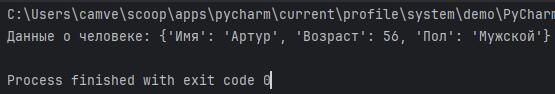 C:\Users\camve\scoop\apps\pycharm\current\profile\system\demo\PyCharm
Данные о человеке: {'Имя': 'Артур', 'Возраст': 56, 'Пол': 'Мужской'}
Process finished with exit code 0